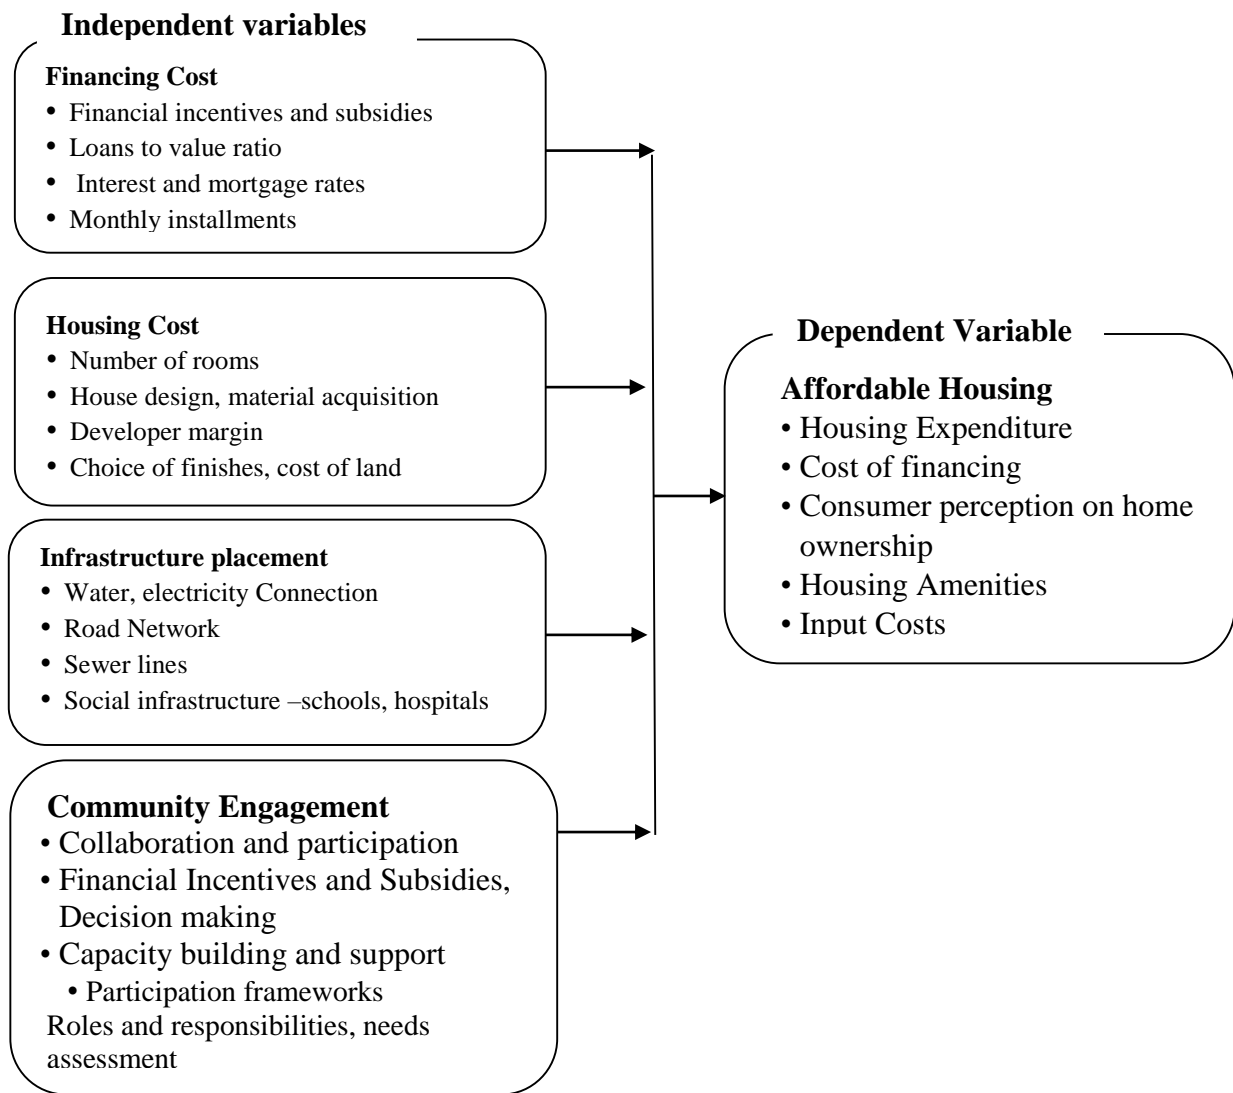 Independent variables
Financing Cost
• Financial incentives and subsidies
• Loans to value ratio
• Interest and mortgage rates
• Monthly installments
Housing Cost
• Number of rooms
• House design, material acquisition
• Developer margin
• Choice of finishes, cost of land
Infrastructure placement
• Water, electricity Connection
• Road Network
• Sewer lines
• Social infrastructure –schools, hospitals
Community Engagement
• Collaboration and participation
• Financial Incentives and Subsidies,
Decision making
• Capacity building and support
• Participation frameworks
Roles and responsibilities, needs
assessment
Dependent Variable
Affordable Housing
• Housing Expenditure
• Cost of financing
• Consumer perception on home
ownership
• Housing Amenities
• Input Costs